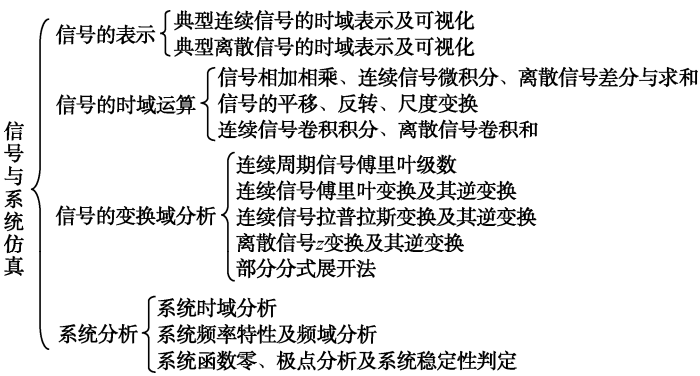 信号与系统仿真
信号的表示
典型连续信号的时域表示及可视化
典型离散信号的时域表示及可视化
信号的时域运算
信号相加相乘、连续信号微积分、离散信号差分与求和
信号的平移、反转、尺度变换
连续信号卷积积分、离散信号卷积和
信号的变换域分析
连续周期信号傅里叶级数
连续信号傅里叶变换及其逆变换
连续信号拉普拉斯变换及其逆变换
离散信号z变换及其逆变换
部分分式展开法
系统分析
系统时域分析
系统频率特性及频域分析
系统函数零、极点分析及系统稳定性判定